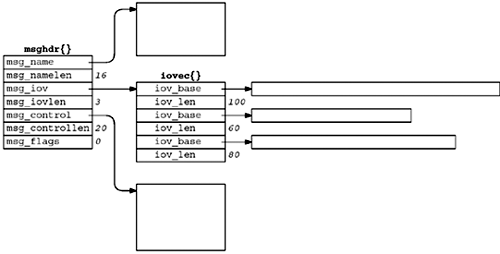 msghdr{}
msg_name
msg_namelen 16
msg_iov
msg_iovlen 3
msg_control
msg_controllen 20
msg_flags 0
iovec{}
iov_base
iov_len 100
iov_base
iov_len 60
iov_base
iov_len 80